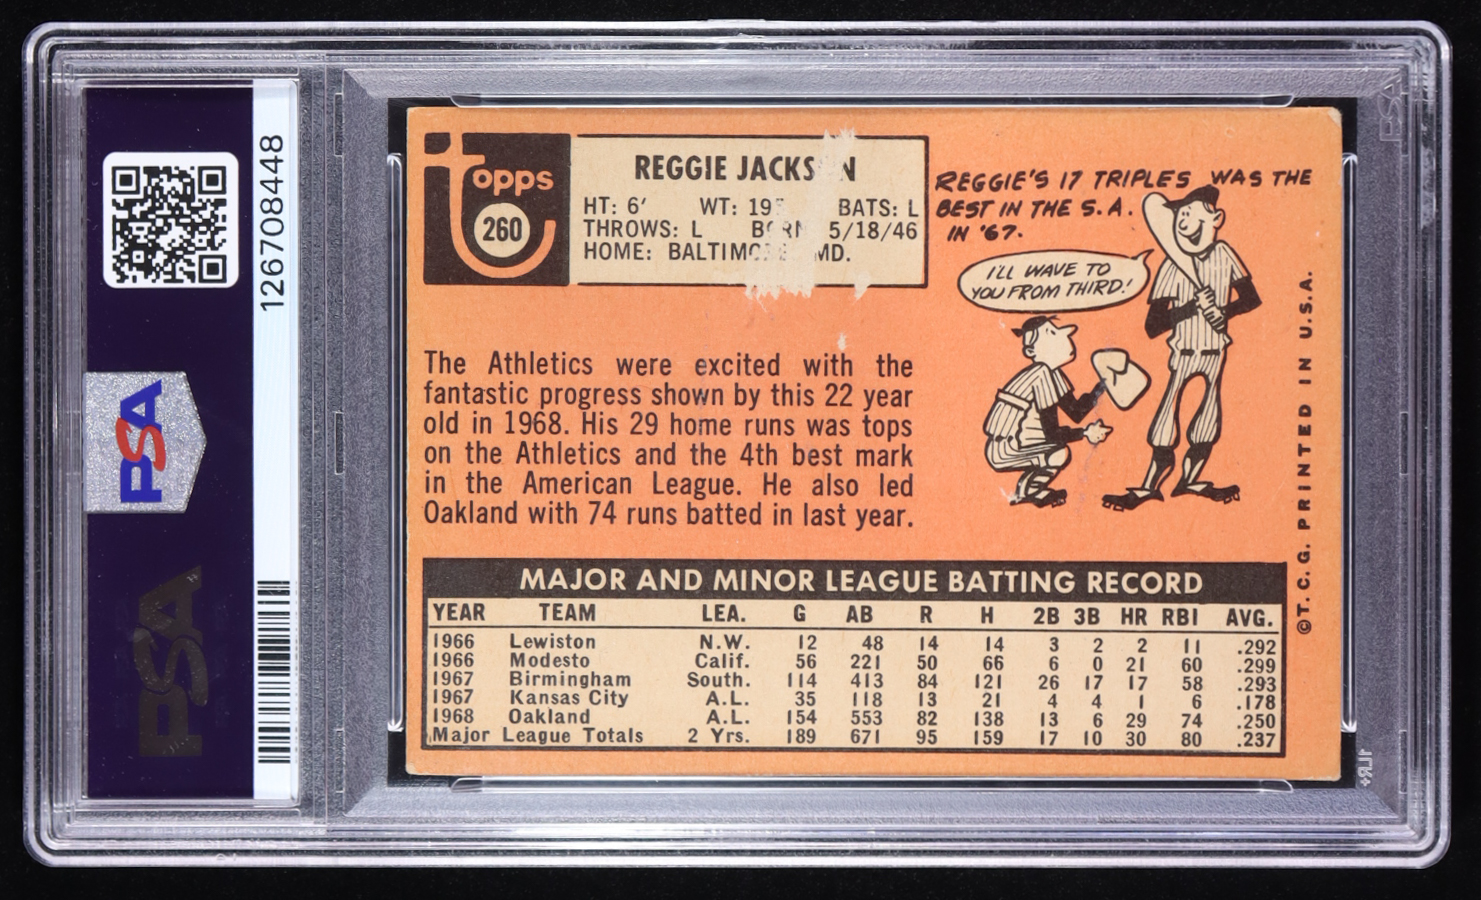 126708448
PSA
PSA
Topps
260
REGGIE JACKS N
HT: 6' WT: 19 BATS: L
THROWS: L BORN 5/18/46
HOME: BALTIMO MD.
REGGIE'S 17 TRIPLES WAS THE
BEST IN THE S.A.
IN '67.
I'LL WAVE TO
YOU FROM THIRD!
The Athletics were excited with the
fantastic progress shown by this 22 year
old in 1968. His 29 home runs was tops
on the Athletics and the 4th best mark
in the American League. He also led
Oakland with 74 runs batted in last year.
MAJOR AND MINOR LEAGUE BATTING RECORD
YEAR TEAM LEA. G AB R H 2B 3B HR RBI AVG.
1966 Lewiston N.W. 12 48 14 14 3 2 2 11 .292
1966 Modesto Calif. 56 221 50 66 6 0 21 60 .299
1967 Birmingham South. 114 413 84 121 26 17 17 58 .293
1967 Kansas City A.L. 35 118 13 21 4 4 1 6 .178
1968 Oakland A.L. 154 553 82 138 13 6 29 74 .250
Major League Totals 2 Yrs. 189 671 95 159 17 10 30 80 .237
©T.C.G. PRINTED IN U.S.A.
PSA